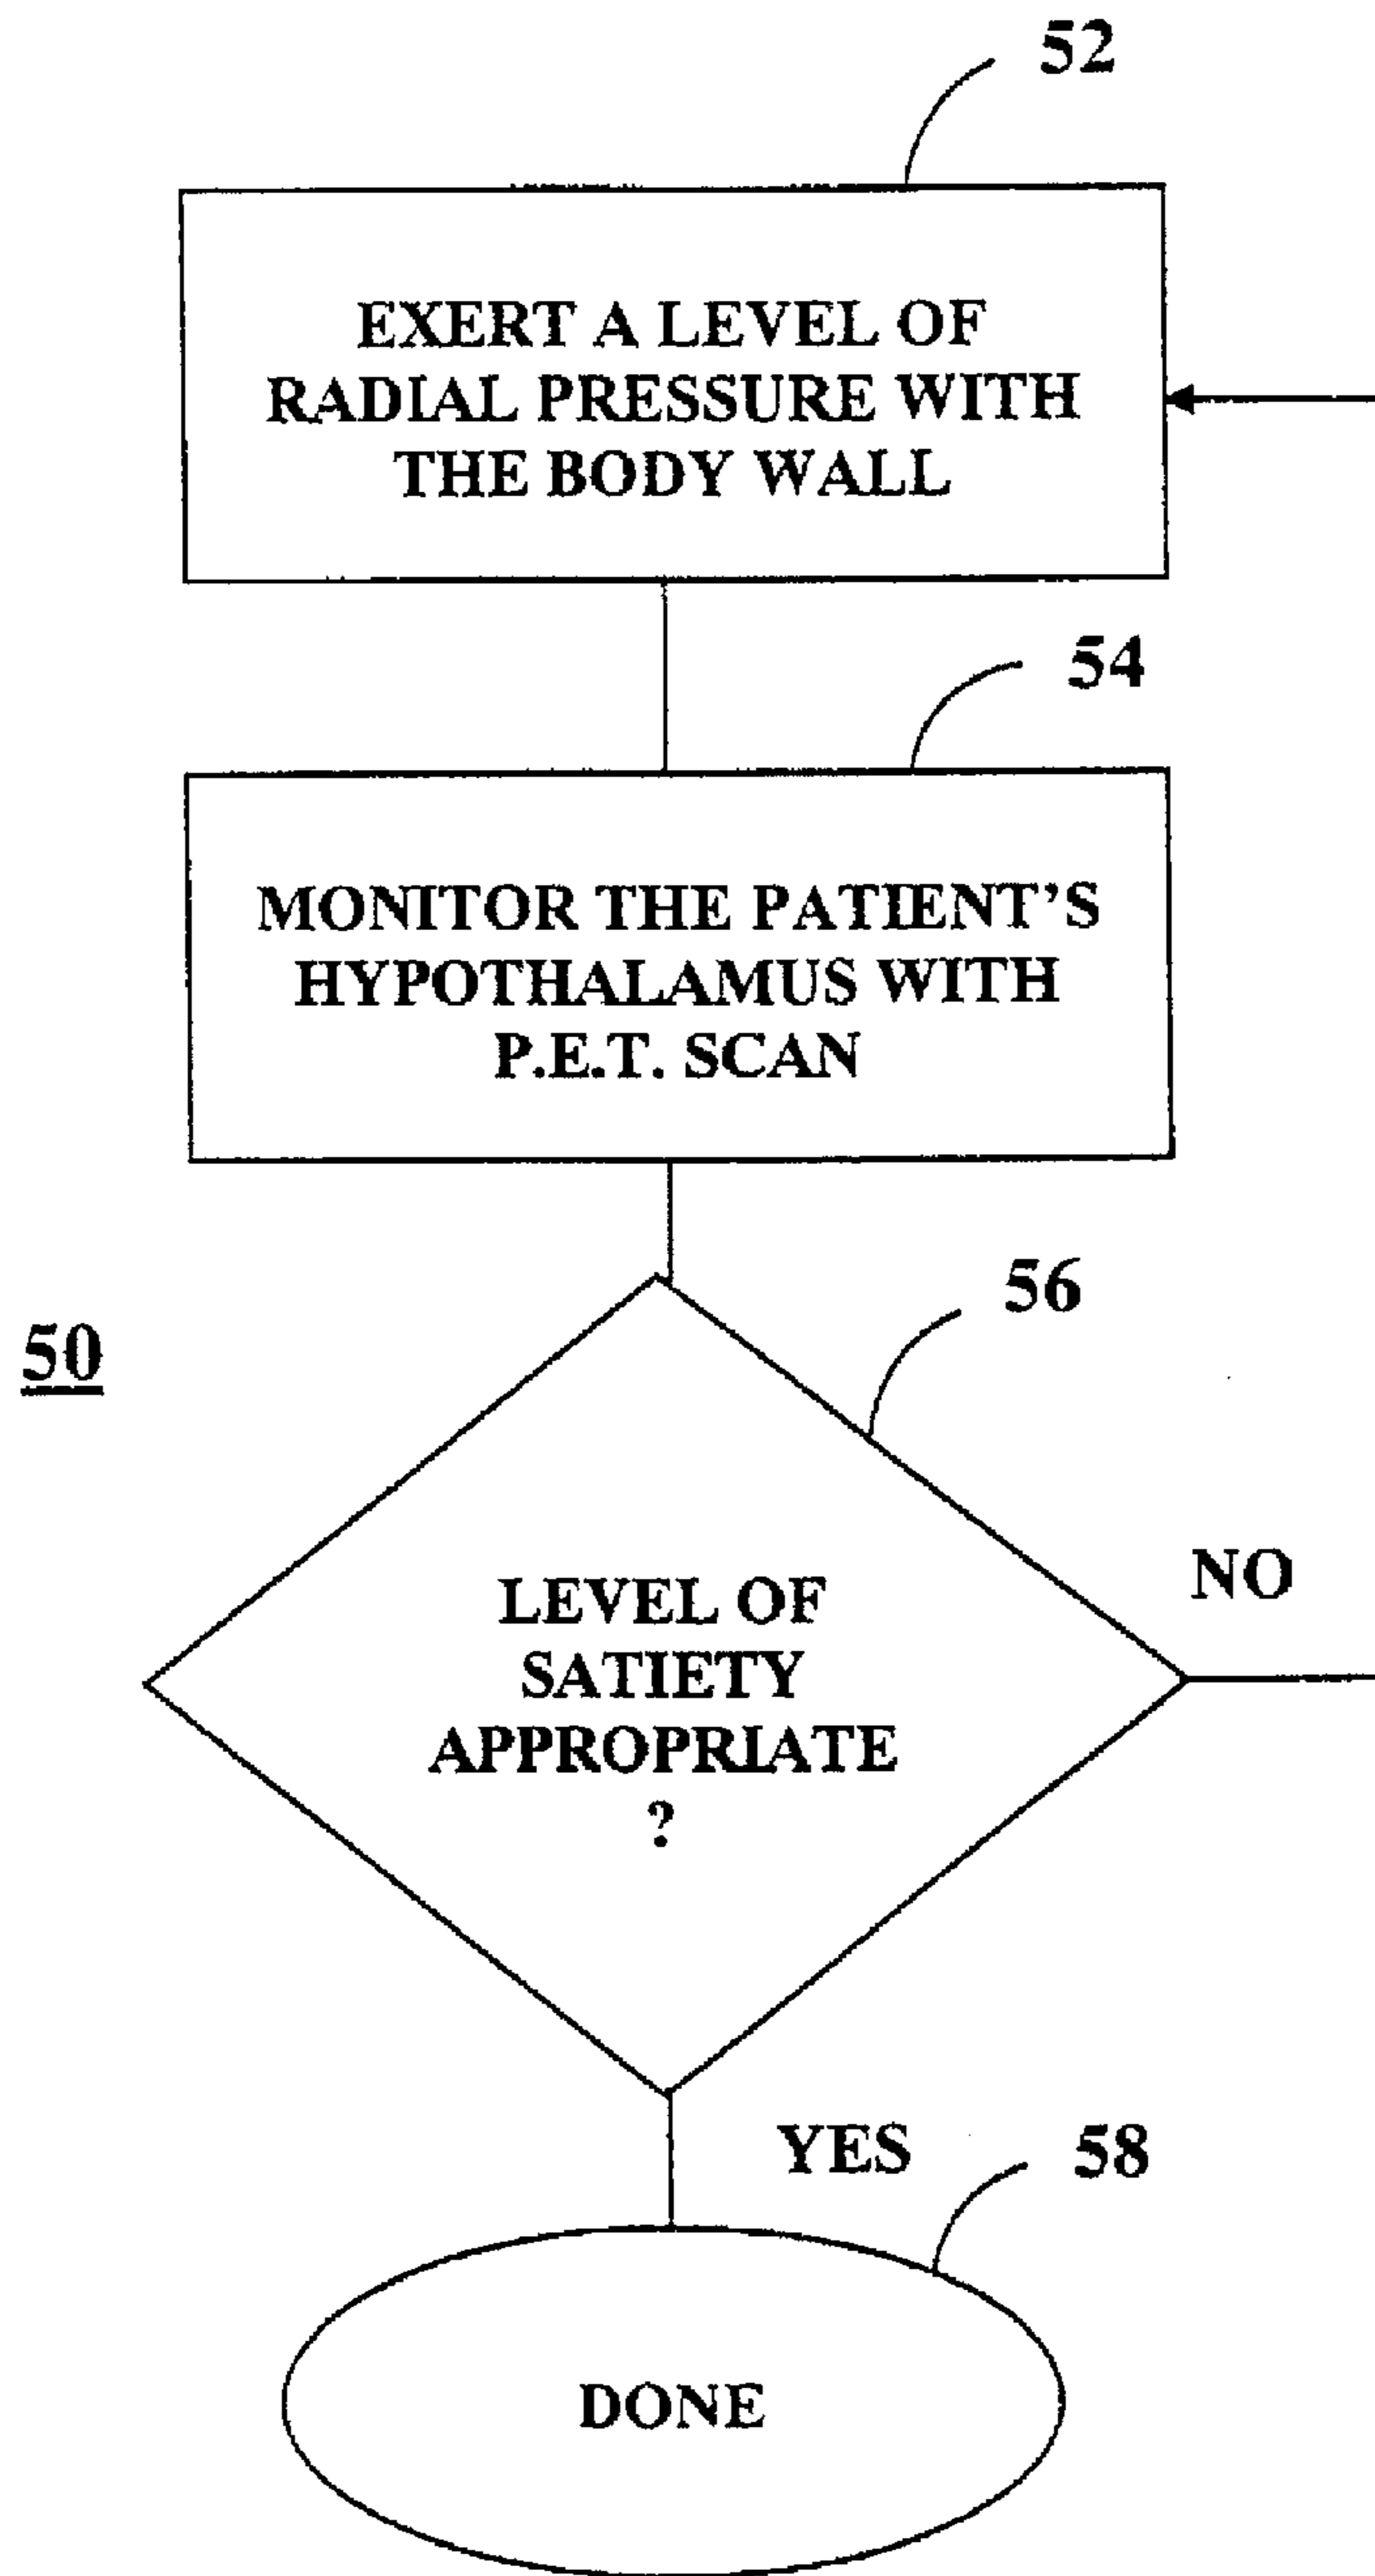 52
EXERT A LEVEL OF
RADIAL PRESSURE WITH
THE BODY WALL
54
MONITOR THE PATIENT'S
HYPOTHALAMUS WITH
P.E.T. SCAN
56
50
NO
LEVEL OF
SATIETY
APPROPRIATE
?
YES
58
DONE